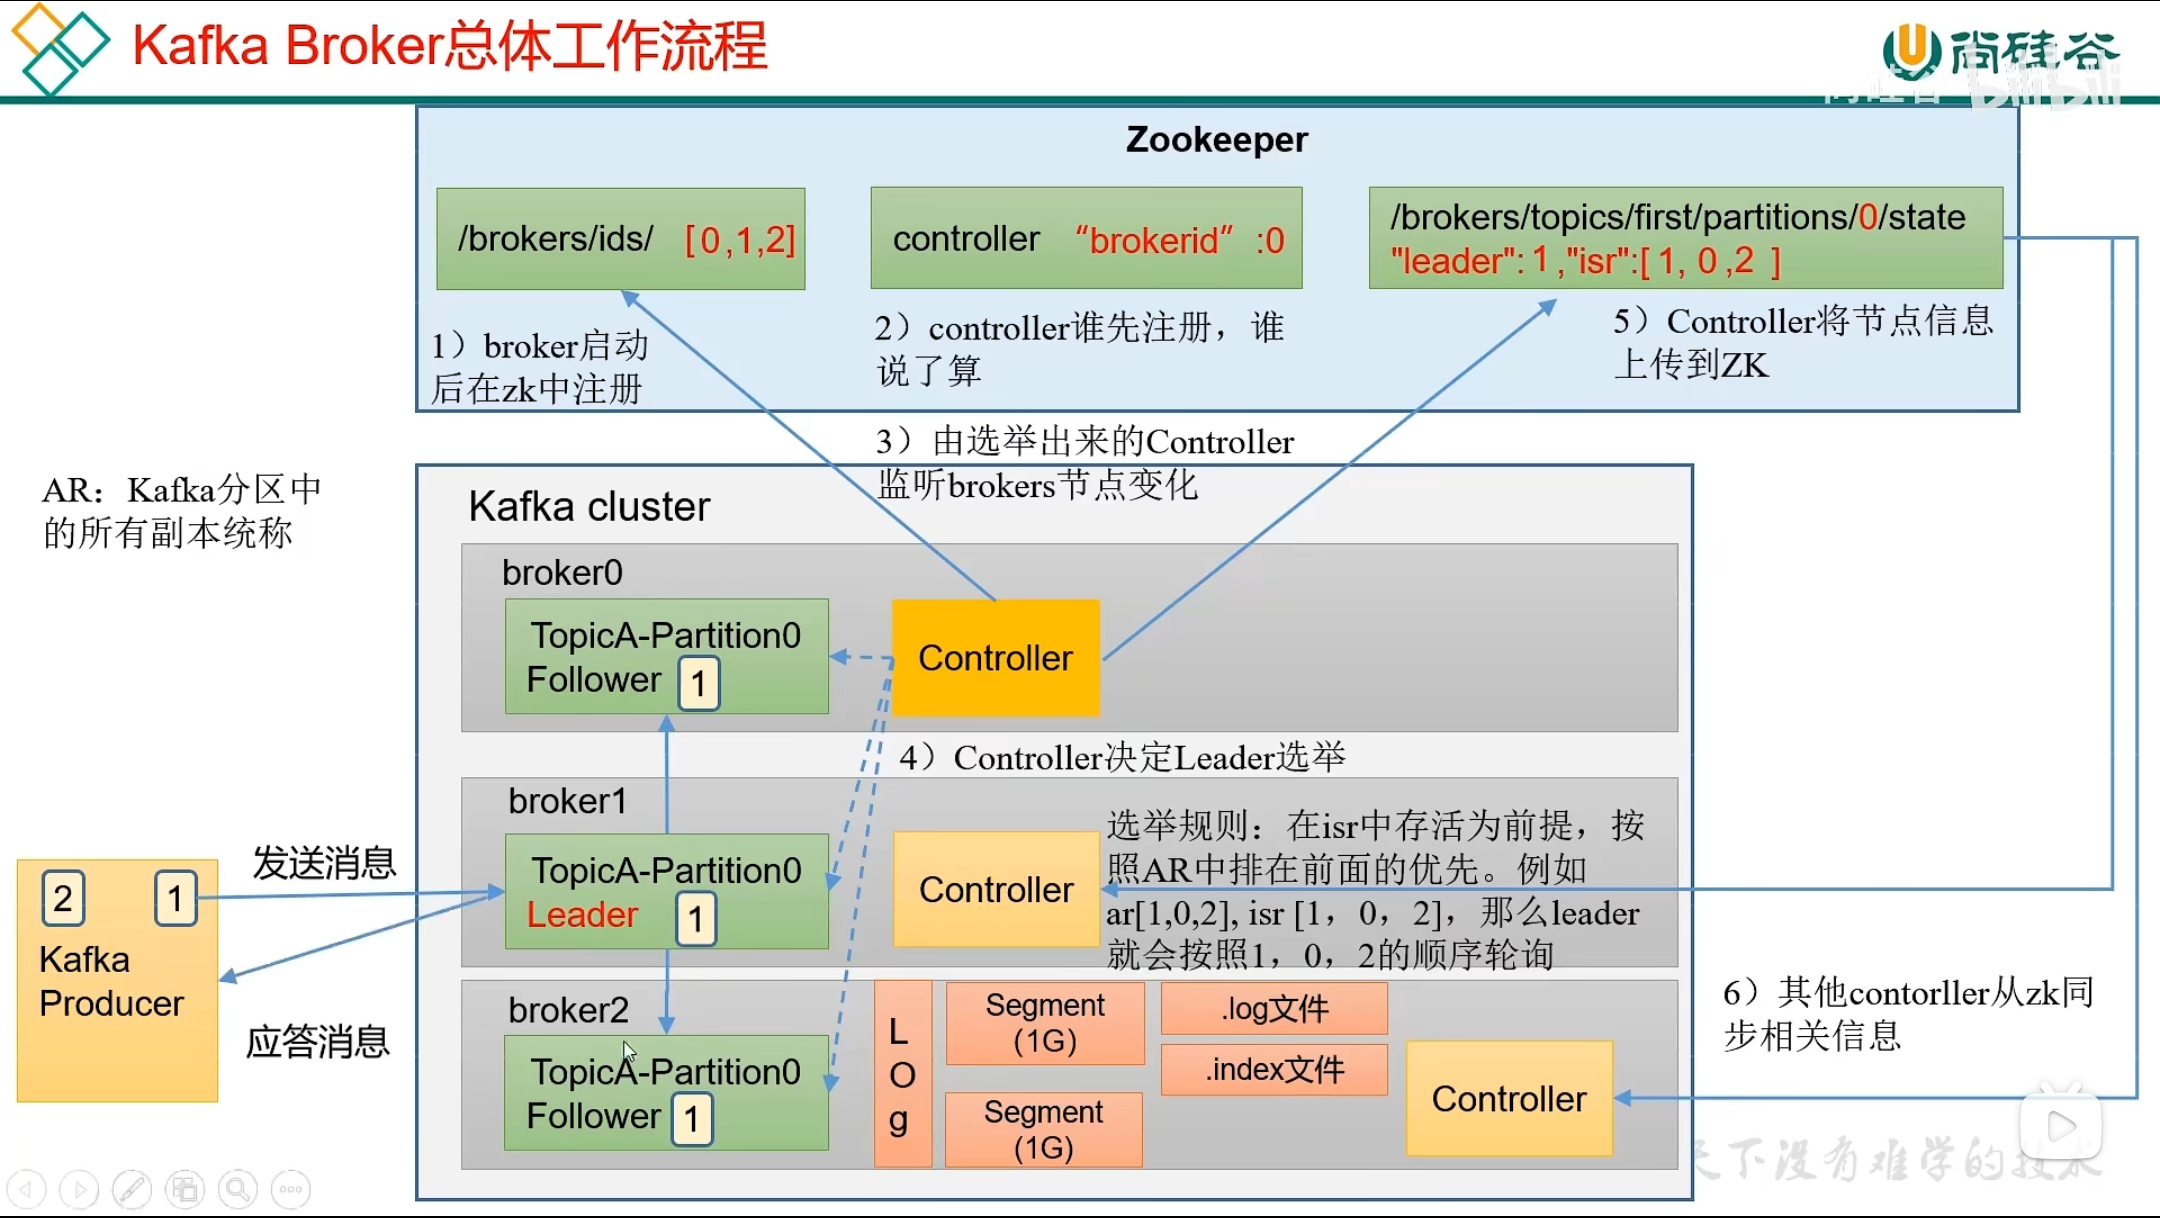 Kafka Broker总体工作流程
尚硅谷
bilibili
Zookeeper
/brokers/ids/ [0,1,2]
controller “brokerid” :0
/brokers/topics/first/partitions/0/state
"leader": 1 ,"isr":[ 1, 0 ,2 ]
1）broker启动
后在zk中注册
2）controller谁先注册，谁
说了算
5）Controller将节点信息
上传到ZK
3）由选举出来的Controller
监听brokers节点变化
AR：Kafka分区中
的所有副本统称
Kafka cluster
broker0
TopicA-Partition0
Follower 1
Controller
4）Controller决定Leader选举
broker1
TopicA-Partition0
Leader 1
Controller
选举规则：在isr中存活为前提，按
照AR中排在前面的优先。例如
ar[1,0,2], isr [1，0，2]，那么leader
就会按照1，0，2的顺序轮询
发送消息
2 1
Kafka
Producer
应答消息
broker2
TopicA-Partition0
Follower 1
LOg
Segment
(1G)
.log文件
.index文件
Segment
(1G)
Controller
6）其他contorller从zk同
步相关信息
天下没有难学的技术